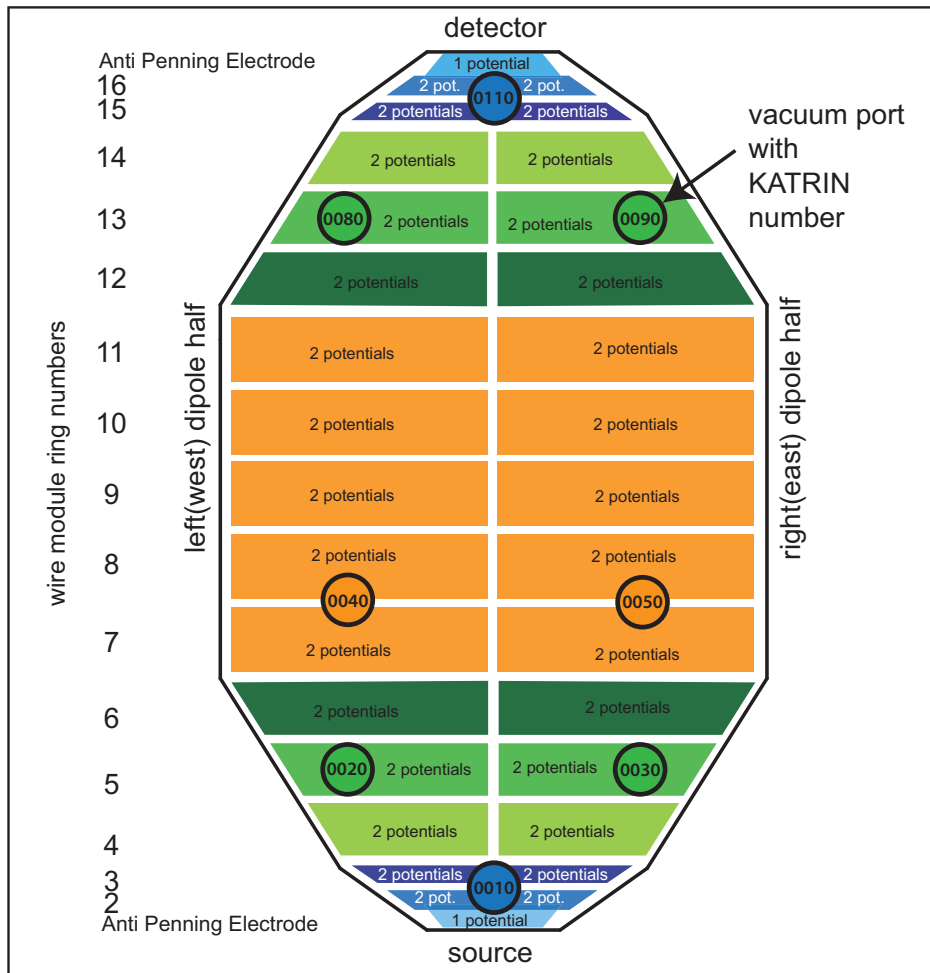 detector
Anti Penning Electrode
1 potential
16
2 pot.
2 pot.
0110
15
2 potentials
2 potentials
vacuum port
with
KATRIN
number
14
2 potentials
2 potentials
13
0080
2 potentials
2 potentials
0090
12
2 potentials
2 potentials
wire module ring numbers
left(west) dipole half
right(east) dipole half
11
2 potentials
2 potentials
10
2 potentials
2 potentials
9
2 potentials
2 potentials
8
2 potentials
2 potentials
0040
0050
7
2 potentials
2 potentials
6
2 potentials
2 potentials
5
0020
2 potentials
2 potentials
0030
4
2 potentials
2 potentials
3
2 potentials
2 potentials
0010
2
2 pot.
2 pot.
Anti Penning Electrode
1 potential
source